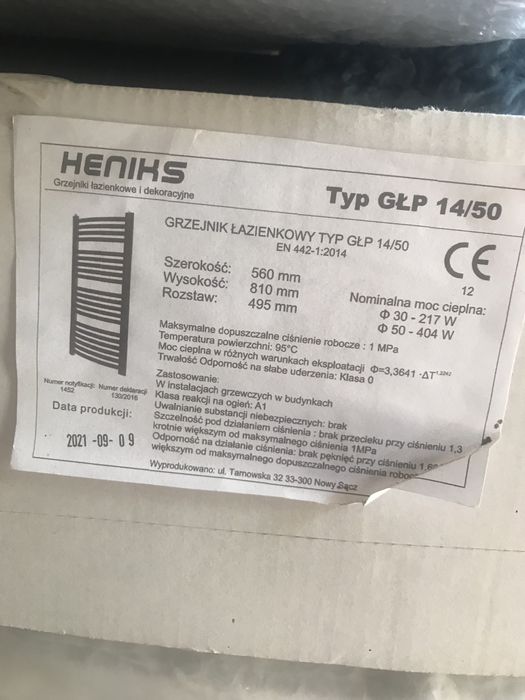 HENIKS
Grzejniki łazienkowe i dekoracyjne
Typ GŁP 14/50
GRZEJNIK ŁAZIENKOWY TYP GŁP 14/50
EN 442-1:2014
CE
12
Szerokość: 560 mm
Wysokość: 810 mm
Rozstaw: 495 mm
Nominalna moc cieplna:
Φ 30 - 217 W
Φ 50 - 404 W
Maksymalne dopuszczalne ciśnienie robocze : 1 MPa
Temperatura powierzchni: 95°C
Moc cieplna w różnych warunkach eksploatacji Φ=3,3641 ·ΔT
Trwałość Odporność na słabe uderzenia: Klasa 0
Numer notyfikacji: Numer deklaracji
1452 130/2016
Data produkcji:
2021 -09- 09
Zastosowanie:
W instalacjach grzewczych w budynkach
Klasa reakcji na ogień: A1
Uwalnianie substancji niebezpiecznych: brak
Szczelność pod działaniem ciśnienia : brak przecieku przy ciśnieniu 1,3
krotnie większym od maksymalnego ciśnienia 1MPa
Odporność na działanie ciśnienia: brak pęknięć przy ciśnieniu
większym od maksymalnego dopuszczalnego ciśnienia
Wyprodukowano: ul. Tarnowska 32 33-300 Nowy Sącz